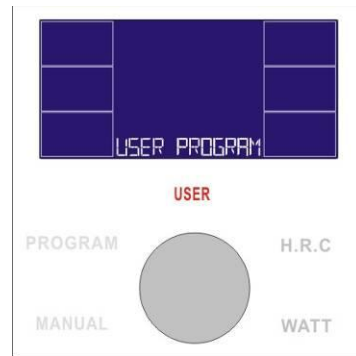 USER PROGRAM
USER
PROGRAM
H.R.C
MANUAL
WATT